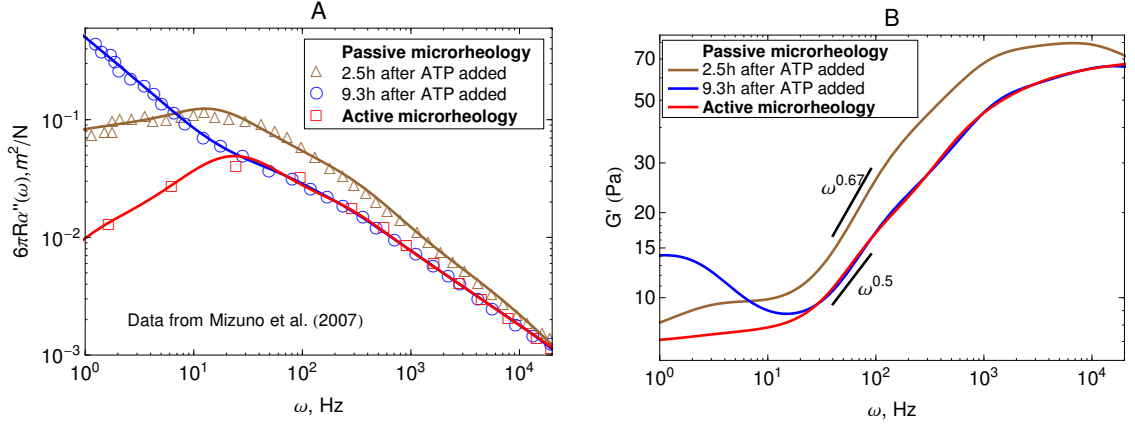 A
6πRα''(ω), m²/N
10⁻¹
10⁻²
10⁻³
Passive microrheology
2.5h after ATP added
9.3h after ATP added
Active microrheology
Data from Mizuno et al. (2007)
10⁰ 10¹ 10² 10³ 10⁴
ω, Hz
B
G' (Pa)
70
50
30
20
15
10
Passive microrheology
2.5h after ATP added
9.3h after ATP added
Active microrheology
ω^0.67
ω^0.5
10⁰ 10¹ 10² 10³ 10⁴
ω, Hz